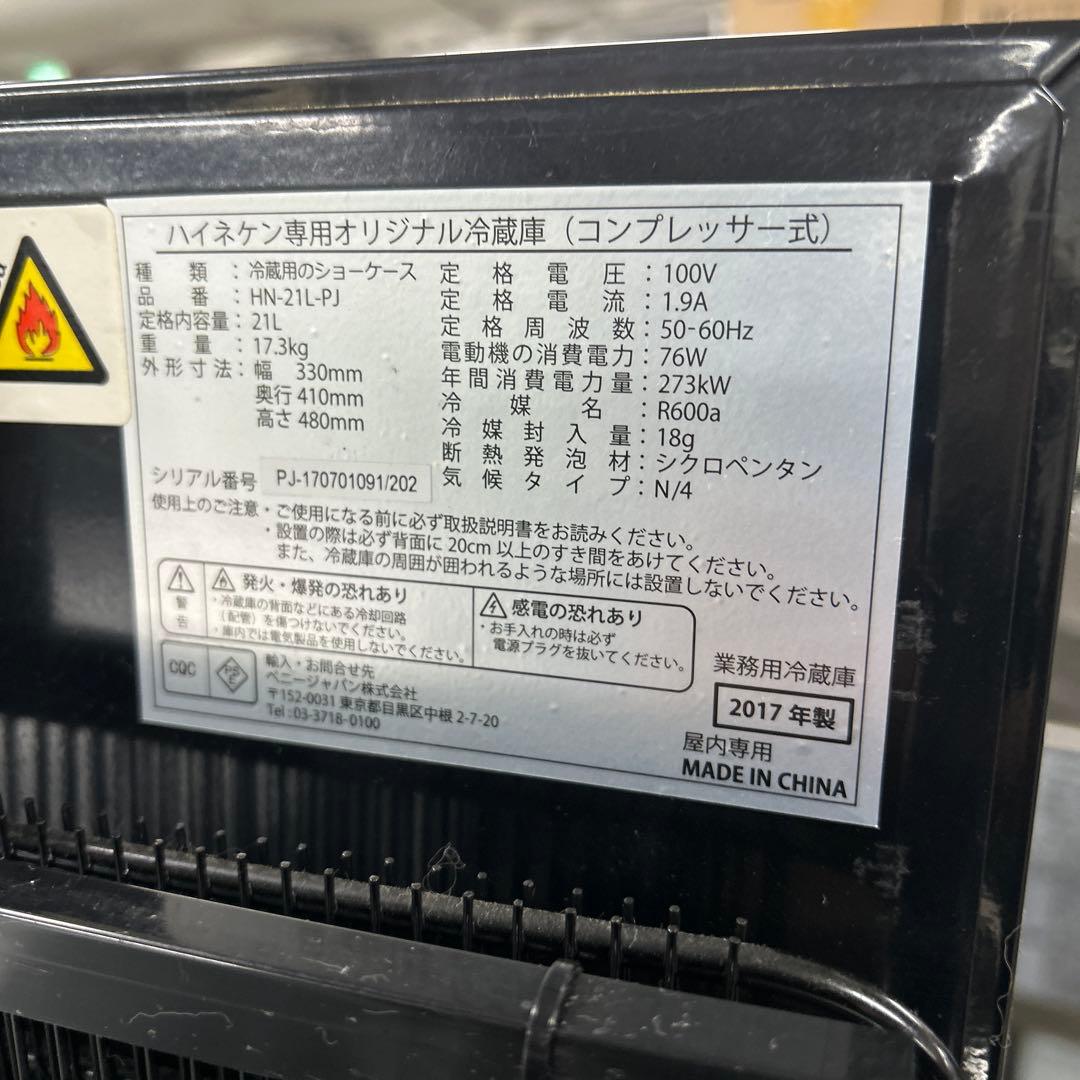 ハイネケン専用オリジナル冷蔵庫（コンプレッサー式）
種類：冷蔵用のショーケース
品番：HN-21L-PJ
定格内容量：21L
重量：17.3kg
外形寸法：幅 330mm
奥行 410mm
高さ 480mm
定格電圧：100V
定格電流：1.9A
定格周波数：50-60Hz
電動機の消費電力：76W
年間消費電力量：273kW
冷媒名：R600a
冷媒封入量：18g
断熱発泡材：シクロペンタン
気候タイプ：N/4
シリアル番号 PJ-170701091/202
使用上のご注意・ご使用になる前に必ず取扱説明書をお読みください。
・設置の際は必ず背面に 20cm 以上のすき間をあけてください。
また、冷蔵庫の周囲が囲われるような場所には設置しないでください。
警告
発火・爆発の恐れあり
・冷蔵庫の背面などにある冷却回路
（配管）を傷つけないでください。
・庫内では電気製品を使用しないでください。
感電の恐れあり
・お手入れの時は必ず
電源プラグを抜いてください。
CQC
PSE
輸入・お問合せ先
ペニージャパン株式会社
〒152-0031 東京都目黒区中根 2-7-20
Tel：03-3718-0100
業務用冷蔵庫
2017 年製
屋内専用
MADE IN CHINA